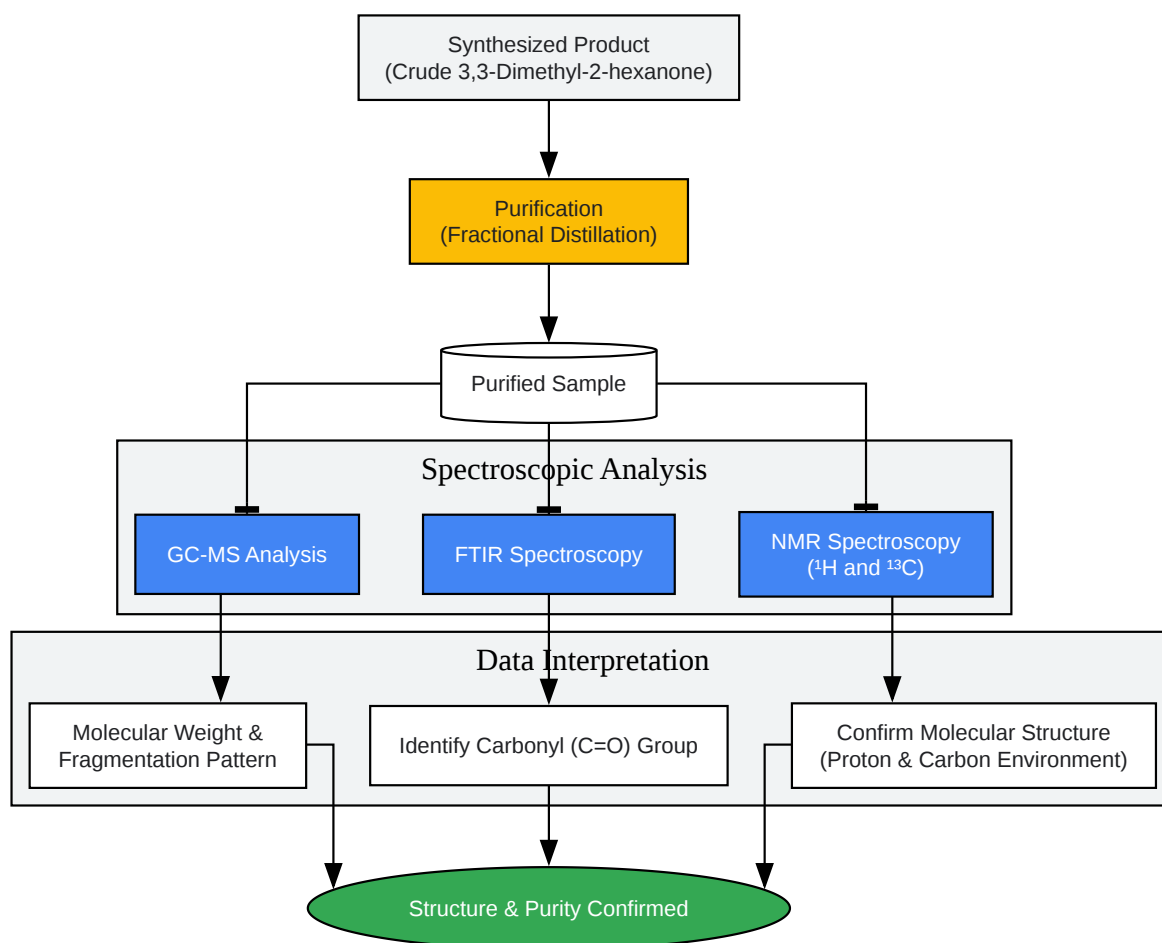 Synthesized Product
(Crude 3,3-Dimethyl-2-hexanone)
Purification
(Fractional Distillation)
Purified Sample
Spectroscopic Analysis
GC-MS Analysis
FTIR Spectroscopy
NMR Spectroscopy
(¹H and ¹³C)
Data Interpretation
Molecular Weight &
Fragmentation Pattern
Identify Carbonyl (C=O) Group
Confirm Molecular Structure
(Proton & Carbon Environment)
Structure & Purity Confirmed